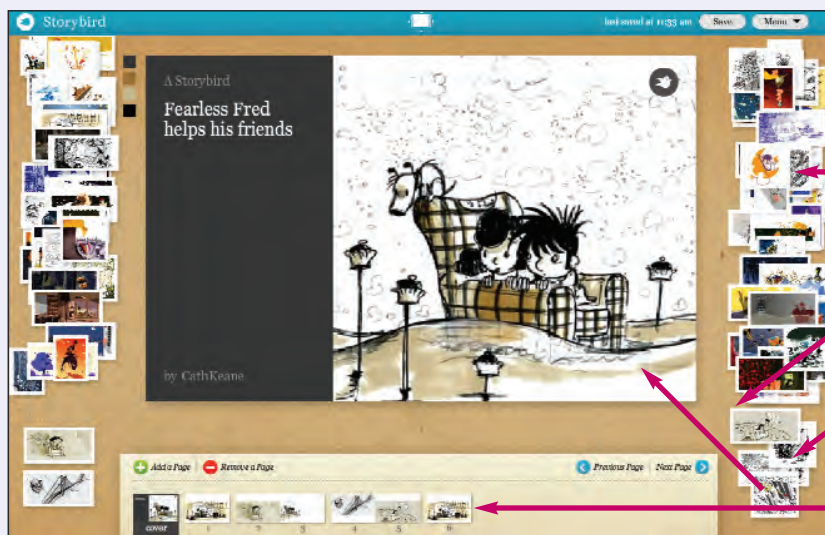 Storybird
last saved at 11:33 am
Save
Menu
A Storybird
Fearless Fred
helps his friends
by CathKeane
Add a Page
Remove a Page
Previous Page
Next Page
cover
1
2
3
4
5
6